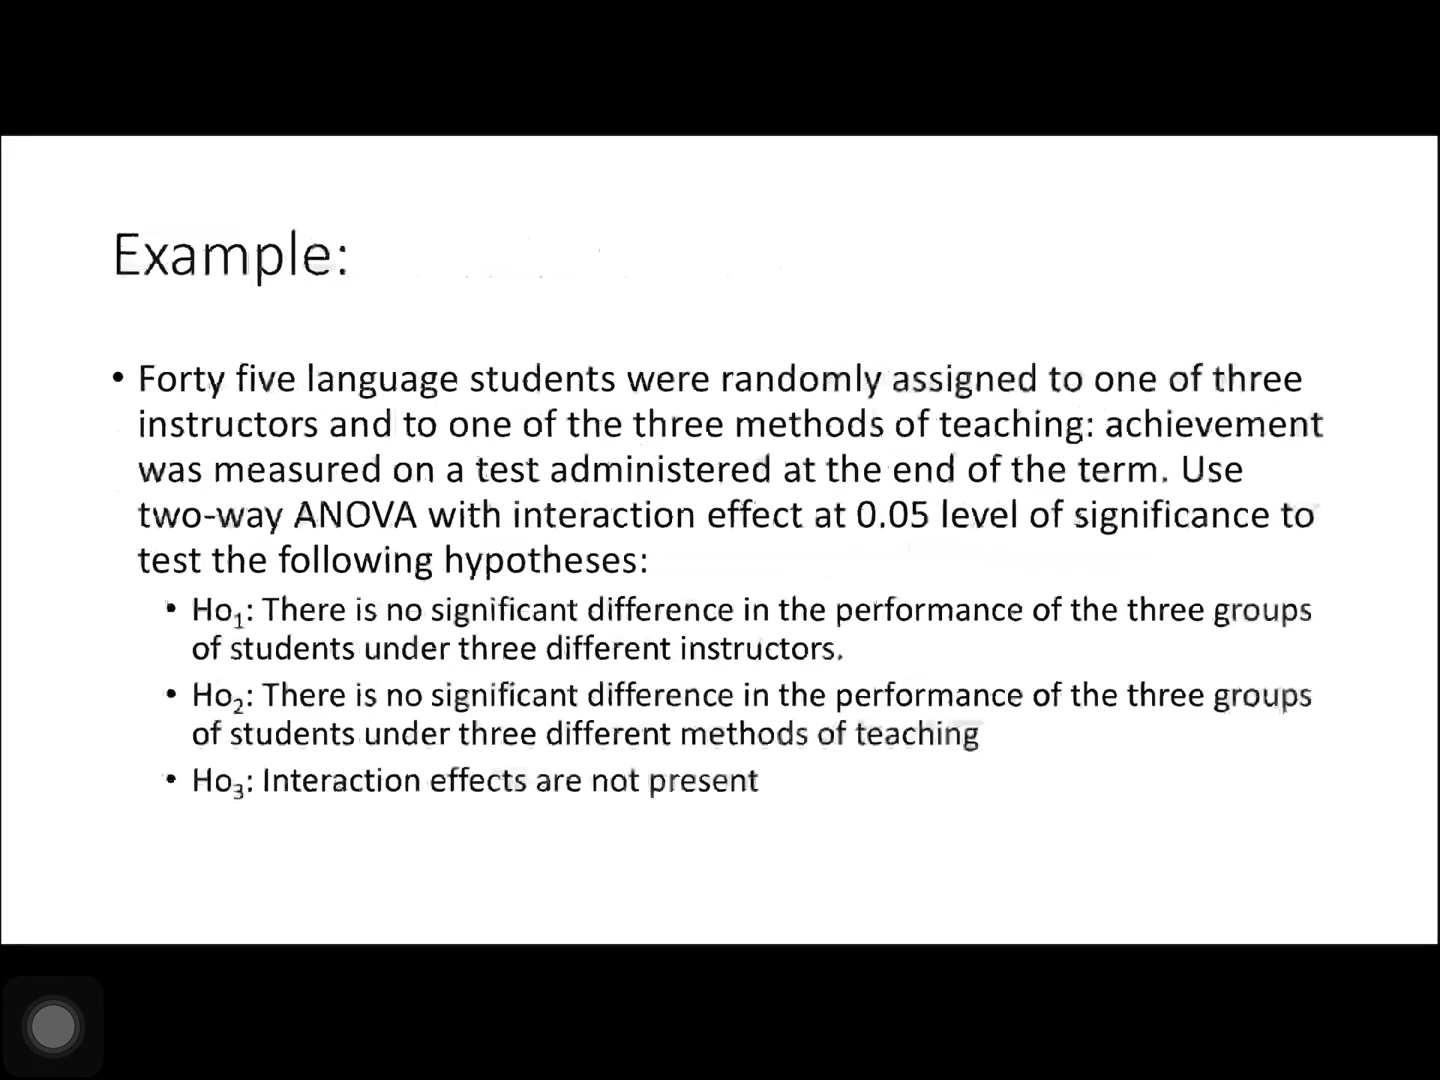 Example:
• Forty five language students were randomly assigned to one of three
instructors and to one of the three methods of teaching: achievement
was measured on a test administered at the end of the term. Use
two-way ANOVA with interaction effect at 0.05 level of significance to
test the following hypotheses:
• Ho₁: There is no significant difference in the performance of the three groups
of students under three different instructors.
• Ho₂: There is no significant difference in the performance of the three groups
of students under three different methods of teaching
• Ho₃: Interaction effects are not present